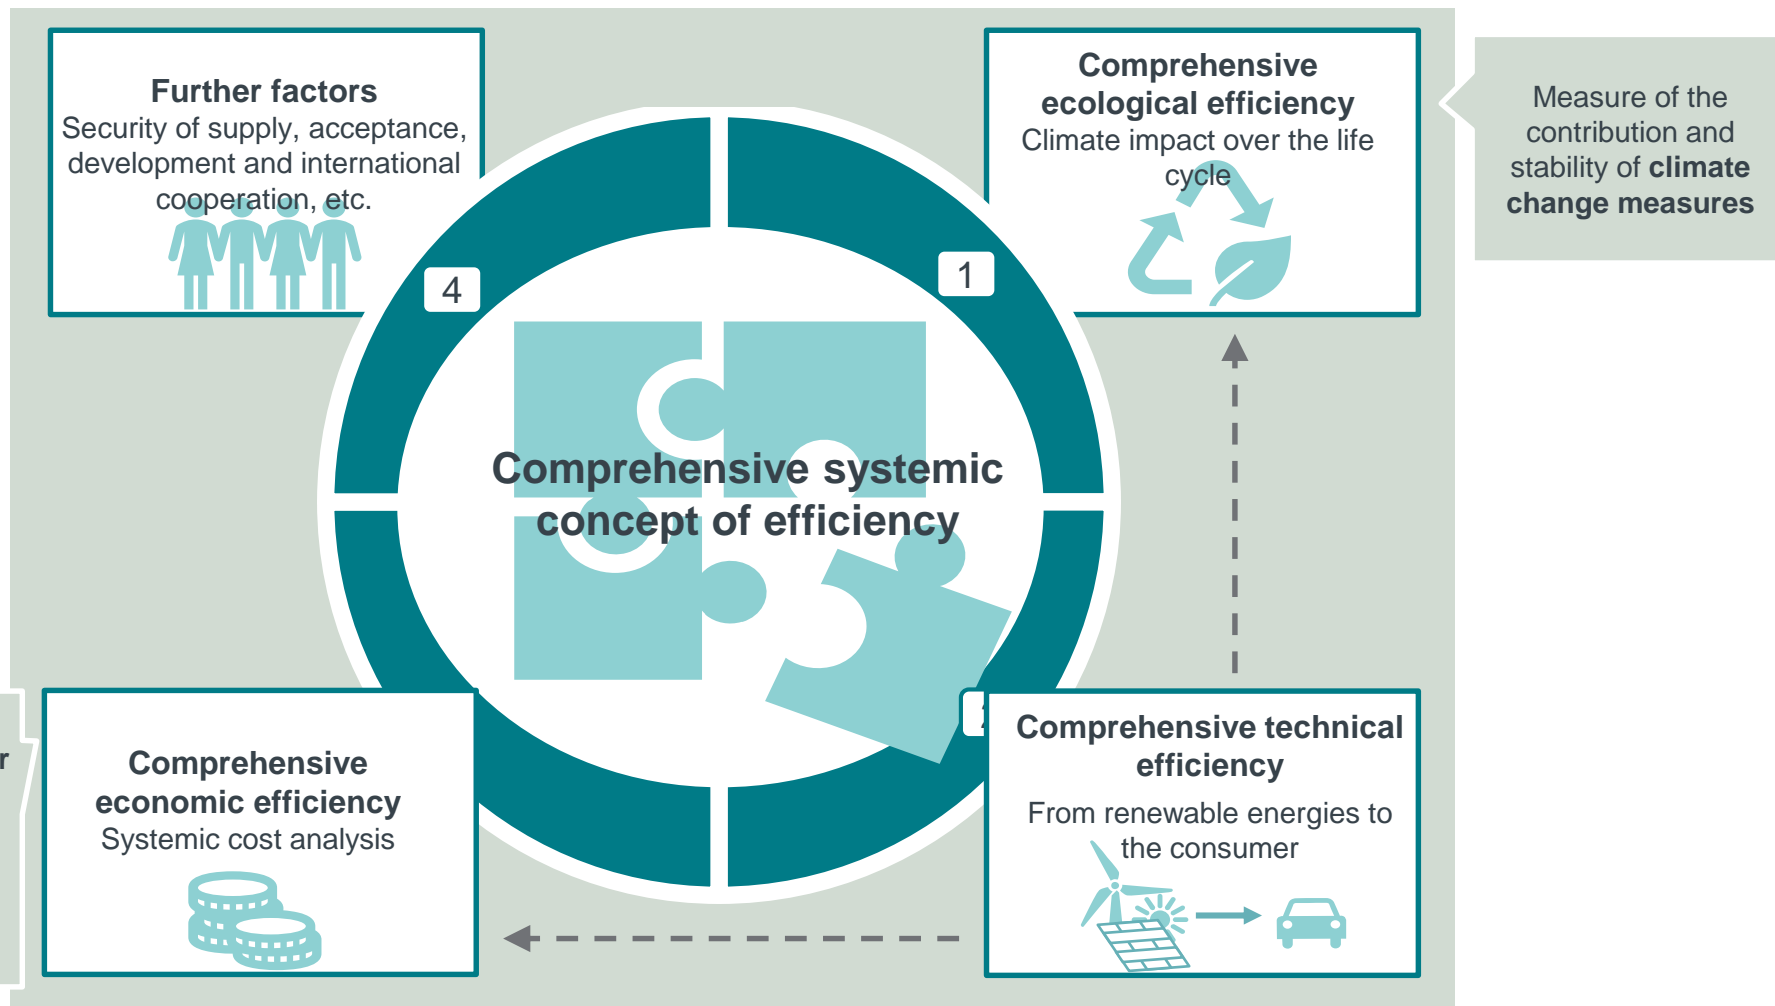 Further factors
Security of supply, acceptance,
development and international
cooperation, etc.
Comprehensive
ecological efficiency
Climate impact over the life
cycle
Measure of the
contribution and
stability of climate
change measures
4
1
Comprehensive systemic
concept of efficiency
Comprehensive
economic efficiency
Systemic cost analysis
Comprehensive technical
efficiency
From renewable energies to
the consumer